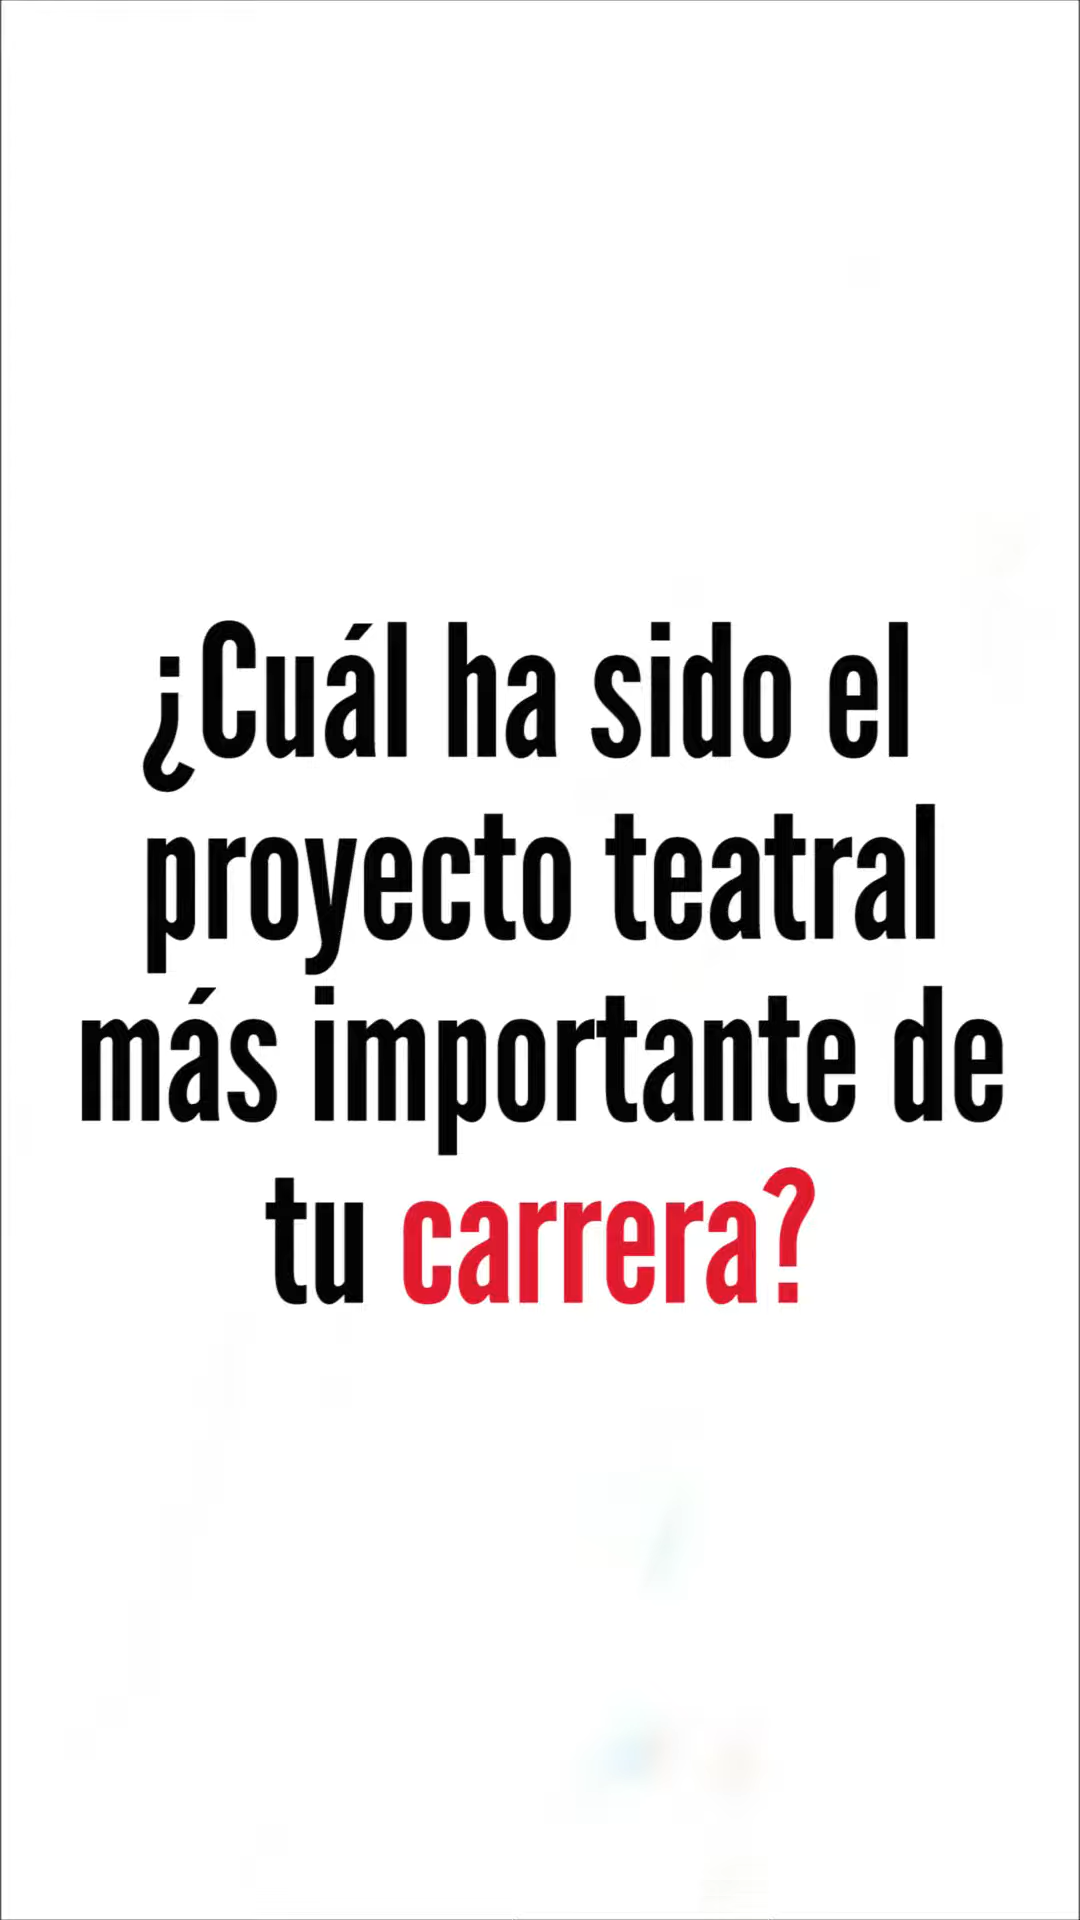 ¿Cuál ha sido el
proyecto teatral
más importante de
tu carrera?